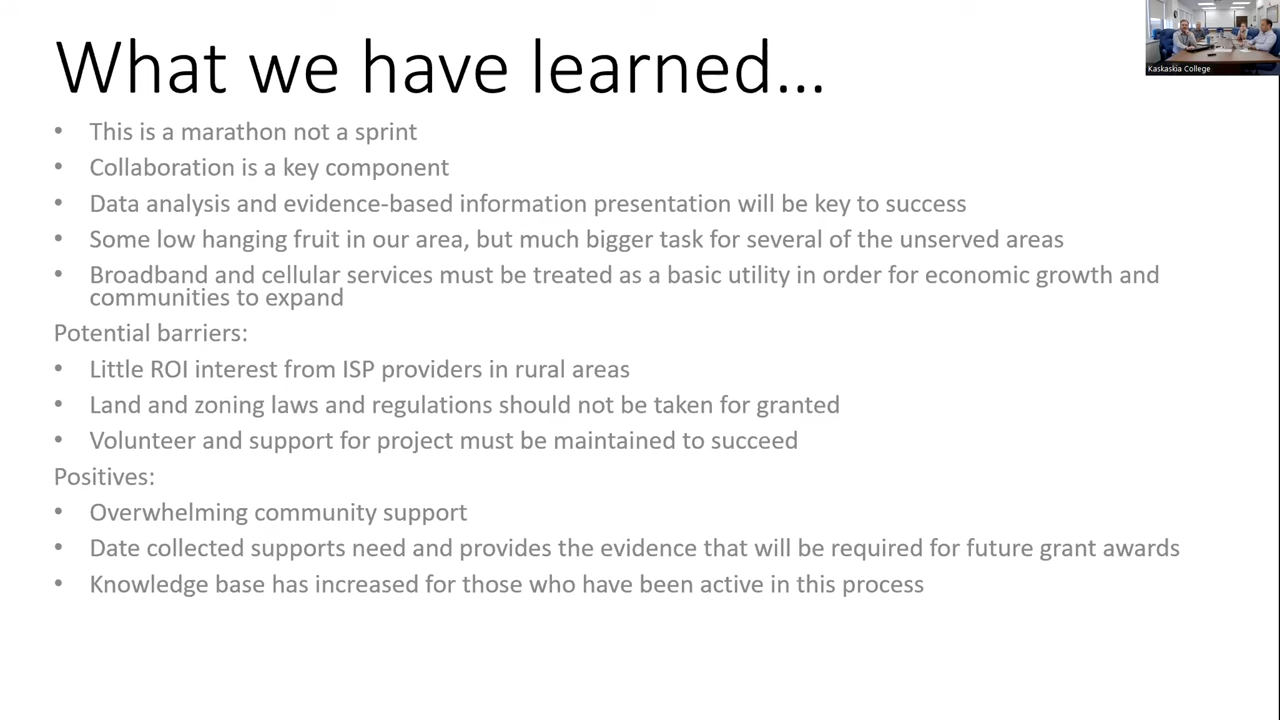 What we have learned...
Kaskaskia College
• This is a marathon not a sprint
• Collaboration is a key component
• Data analysis and evidence-based information presentation will be key to success
• Some low hanging fruit in our area, but much bigger task for several of the unserved areas
• Broadband and cellular services must be treated as a basic utility in order for economic growth and
communities to expand
Potential barriers:
• Little ROI interest from ISP providers in rural areas
• Land and zoning laws and regulations should not be taken for granted
• Volunteer and support for project must be maintained to succeed
Positives:
• Overwhelming community support
• Date collected supports need and provides the evidence that will be required for future grant awards
• Knowledge base has increased for those who have been active in this process